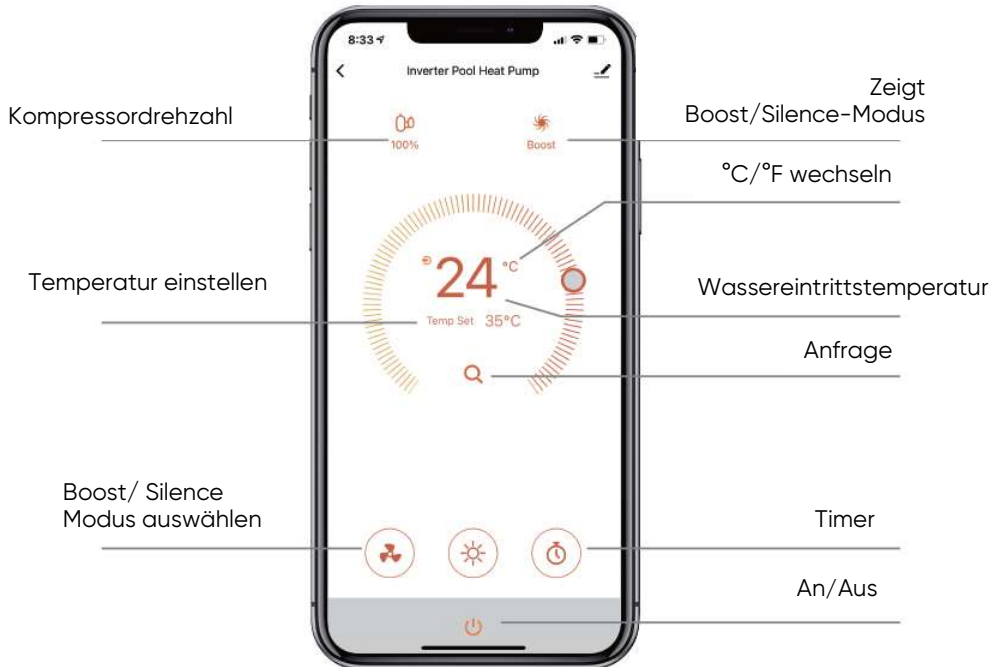 8:33
Inverter Pool Heat Pump
Zeigt
Boost/Silence-Modus
Kompressordrehzahl
100%
Boost
°C/°F wechseln
24 °C
Temperatur einstellen
Wassereintrittstemperatur
Temp Set 35°C
Anfrage
Boost/ Silence
Modus auswählen
Timer
An/Aus